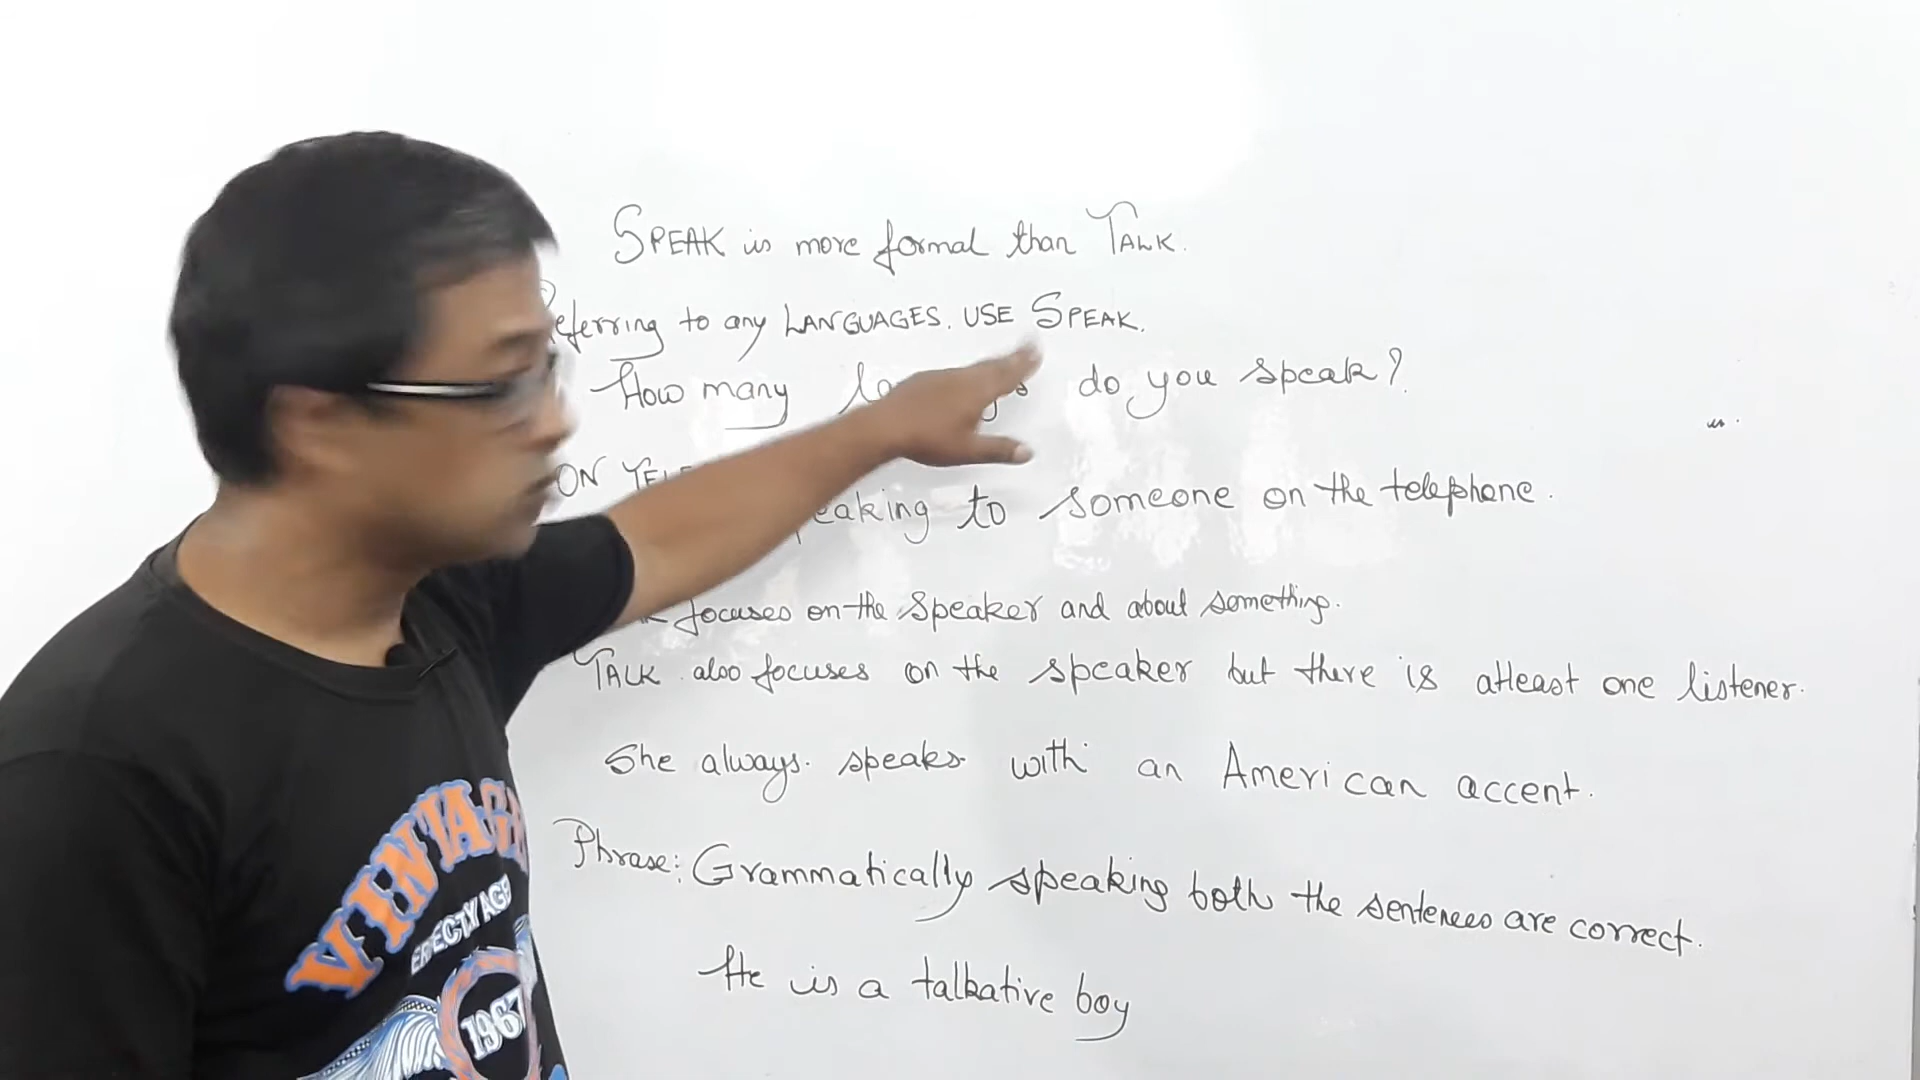 SPEAK is more formal than TALK.
Referring to any LANGUAGES. USE SPEAK.
How many do you speak?
ON
to someone on the telephone.
focuses on the speaker and about something.
TALK also focuses on the speaker but there is atleast one listener.
She always speaks with an American accent.
Phrase: Grammatically speaking both the sentences are correct.
He is a talkative boy
VINTAGE
1967